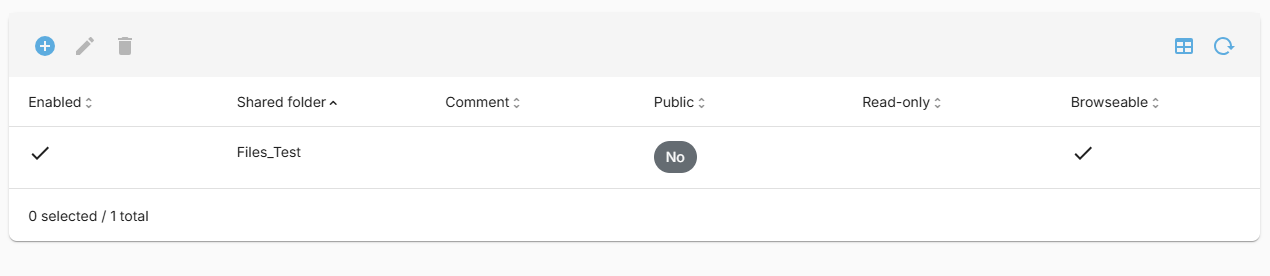 Enabled Shared folder Comment Public Read-only Browseable
Files_Test No
0 selected / 1 total